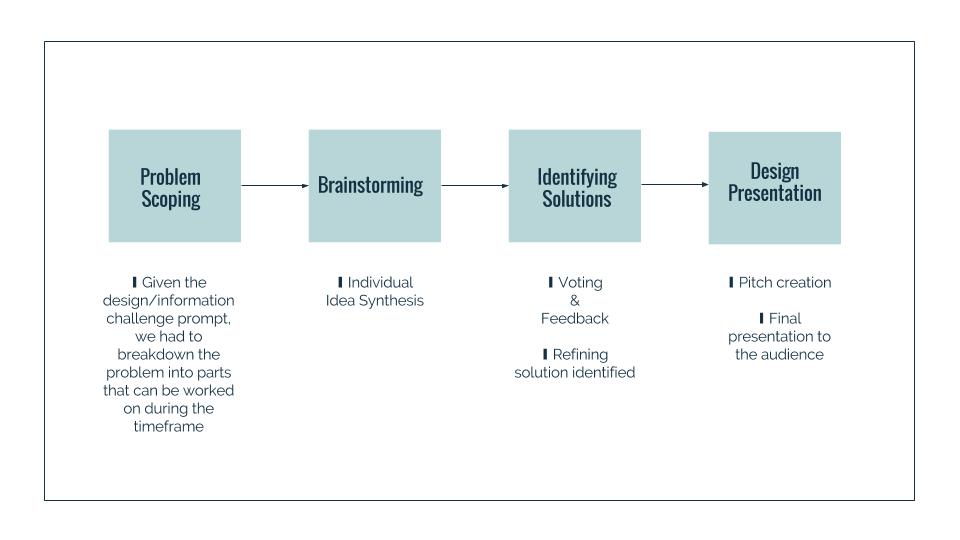 Problem
Scoping
Brainstorming
Identifying
Solutions
Design
Presentation
❙ Given the
design/information
challenge prompt,
we had to
breakdown the
problem into parts
that can be worked
on during the
timeframe
❙ Individual
Idea Synthesis
❙ Voting
&
Feedback
❙ Refining
solution identified
❙ Pitch creation
❙ Final
presentation to
the audience